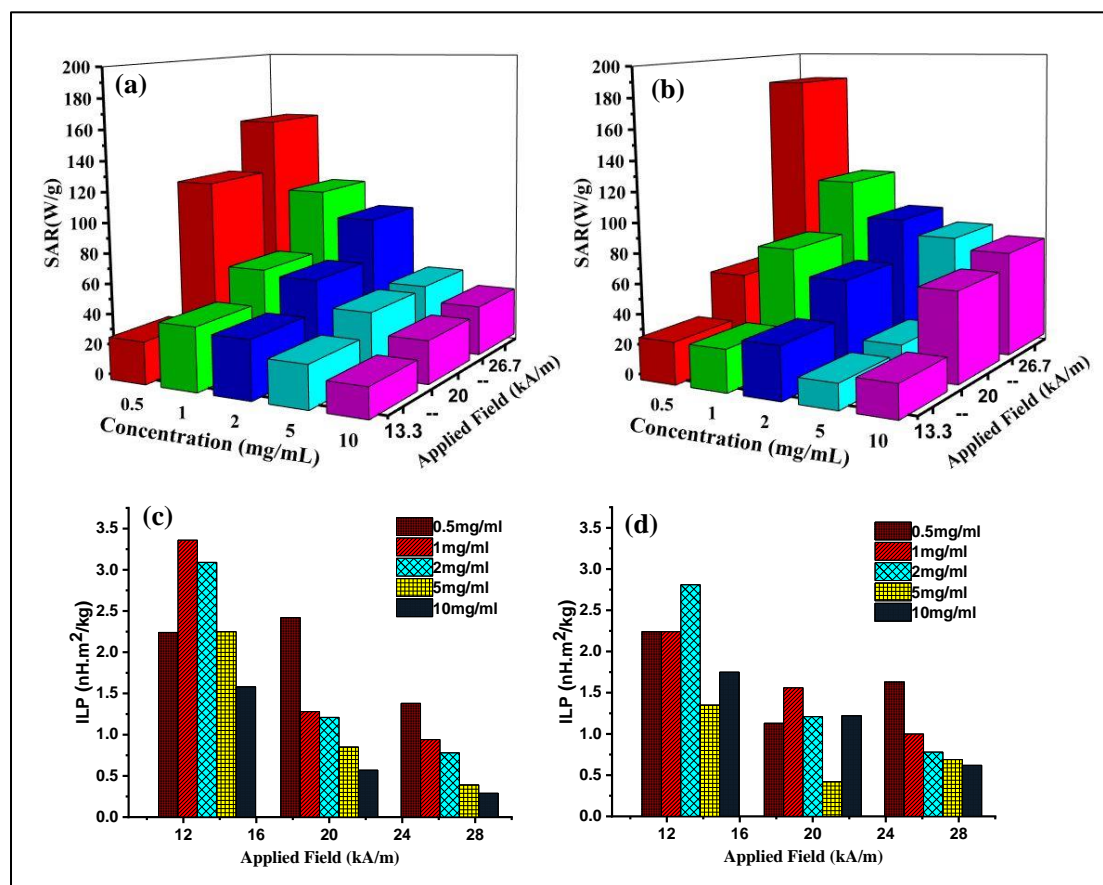 (a)
200
180
160
140
120
100
80
60
40
20
0
SAR(W/g)
0.5
1
2
5
10
Concentration (mg/mL)
13.3
--
20
--
26.7
Applied Field (kA/m)
(b)
200
180
160
140
120
100
80
60
40
20
0
SAR(W/g)
0.5
1
2
5
10
Concentration (mg/mL)
13.3
--
20
--
26.7
Applied Field (kA/m)
(c)
3.5
3.0
2.5
2.0
1.5
1.0
0.5
0.0
ILP (nH.m²/kg)
0.5mg/ml
1mg/ml
2mg/ml
5mg/ml
10mg/ml
12 16 20 24 28
Applied Field (kA/m)
(d)
3.5
3.0
2.5
2.0
1.5
1.0
0.5
0.0
ILP (nH.m²/kg)
0.5mg/ml
1mg/ml
2mg/ml
5mg/ml
10mg/ml
12 16 20 24 28
Applied Field (kA/m)